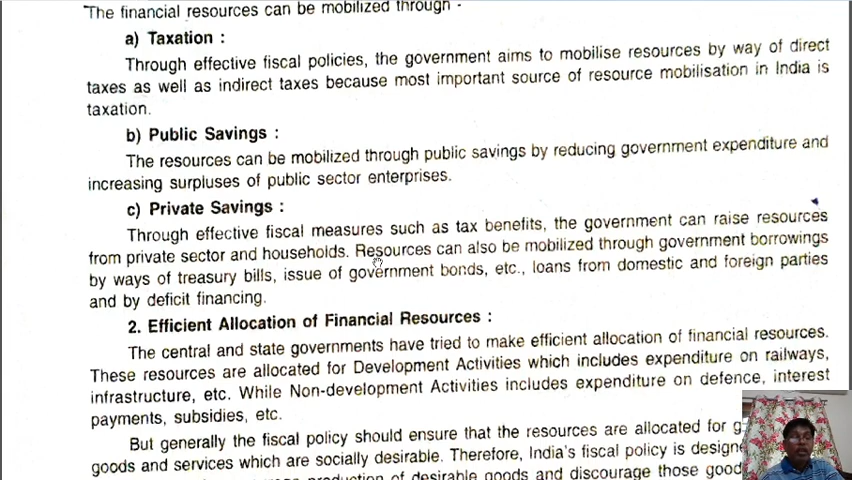 The financial resources can be mobilized through -
a) Taxation :
Through effective fiscal policies, the government aims to mobilise resources by way of direct
taxes as well as indirect taxes because most important source of resource mobilisation in India is
taxation.
b) Public Savings :
The resources can be mobilized through public savings by reducing government expenditure and
increasing surpluses of public sector enterprises.
c) Private Savings :
Through effective fiscal measures such as tax benefits, the government can raise resources
from private sector and households. Resources can also be mobilized through government borrowings
by ways of treasury bills, issue of government bonds, etc., loans from domestic and foreign parties
and by deficit financing.
2. Efficient Allocation of Financial Resources :
The central and state governments have tried to make efficient allocation of financial resources.
These resources are allocated for Development Activities which includes expenditure on railways,
infrastructure, etc. While Non-development Activities includes expenditure on defence, interest
payments, subsidies, etc.
But generally the fiscal policy should ensure that the resources are allocated for
goods and services which are socially desirable. Therefore, India's fiscal policy is
production of desirable goods and discourage those